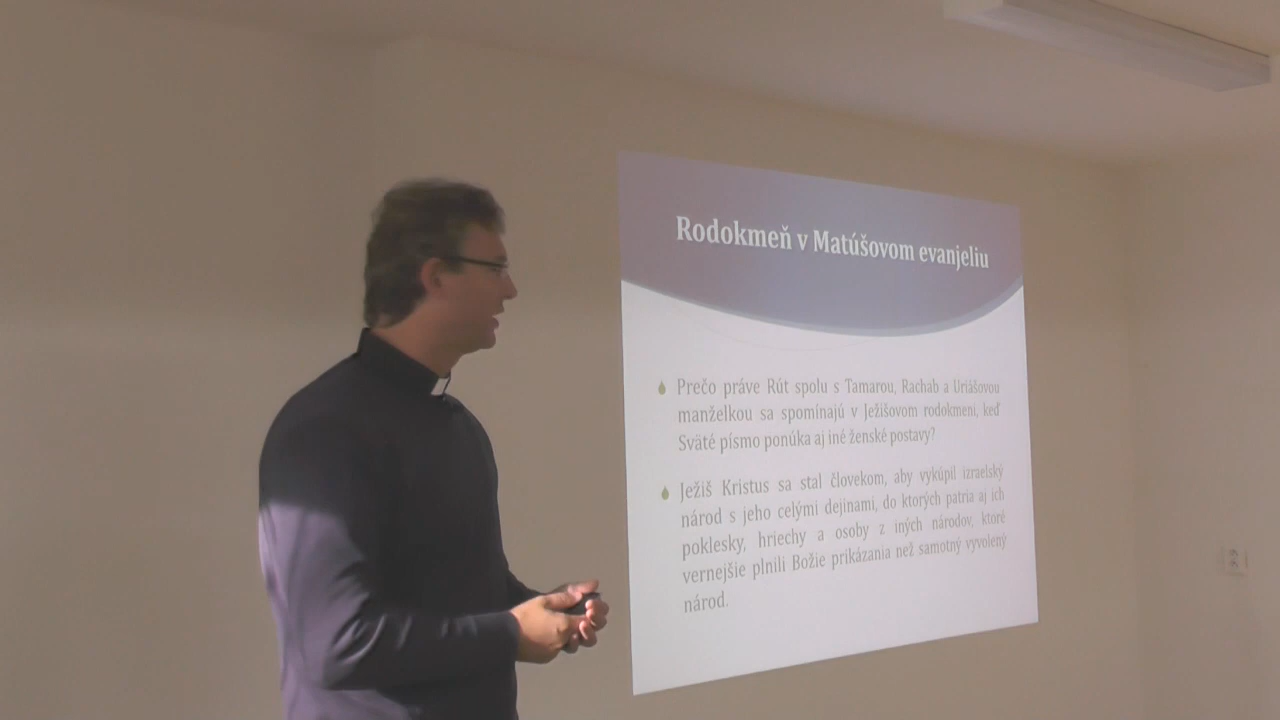 Rodokmeň v Matúšovom evanjeliu
Prečo práve Rút spolu s Tamarou, Rachab a Uriášovou
manželkou sa spomínajú v Ježišovom rodokmeni, keď
Sväté písmo ponúka aj iné ženské postavy?
Ježiš Kristus sa stal človekom, aby vykúpil izraelský
národ s jeho celými dejinami, do ktorých patria aj ich
poklesky, hriechy a osoby z iných národov, ktoré
vernejšie plnili Božie prikázania než samotný vyvolený
národ.